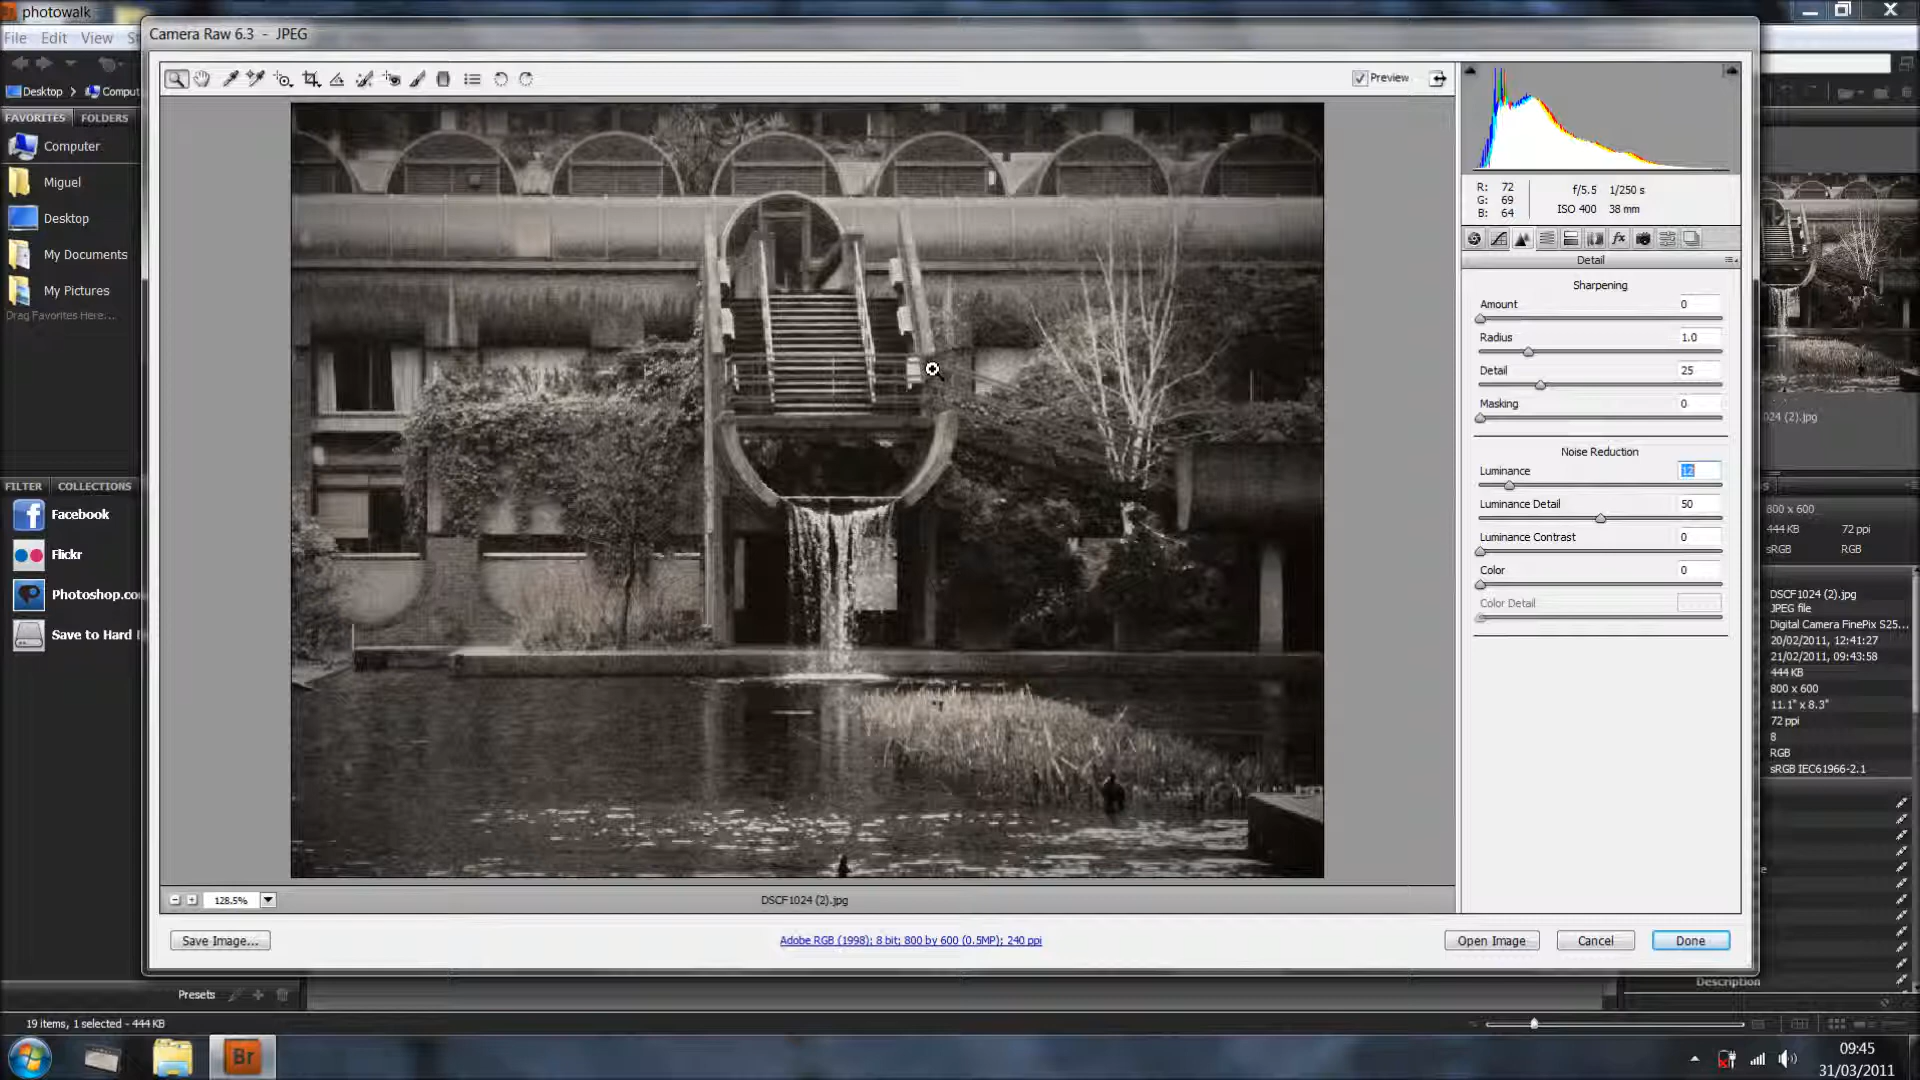 photowalk
File Edit View
Camera Raw 6.3 - JPEG
Preview
Desktop
FAVORITES FOLDERS
Computer
Miguel
Desktop
My Documents
My Pictures
Drag Favorites Here...
FILTER COLLECTIONS
Facebook
Flickr
Photoshop.co
Save to Hard
Presets
19 items, 1 selected - 444 KB
R: 72
G: 69
B: 64
f/5.5 1/250 s
ISO 400 38 mm
Detail
Sharpening
Amount 0
Radius 1.0
Detail 25
Masking 0
Noise Reduction
Luminance 12
Luminance Detail 50
Luminance Contrast 0
Color 0
Color Detail
128.5%
DSCF1024 (2).jpg
Save Image...
Adobe RGB (1998); 8 bit; 800 by 600 (0.5MP); 240 ppi
Open Image Cancel Done
024 (2).jpg
800 x 600
444 KB 72 ppi
sRGB RGB
DSCF1024 (2).jpg
JPEG file
Digital Camera FinePix S25...
20/02/2011, 12:41:27
21/02/2011, 09:43:58
444 KB
800 x 600
11.1" x 8.3"
72 ppi
8
RGB
sRGB IEC61966-2.1
Description
Br
09:45
31/03/2011